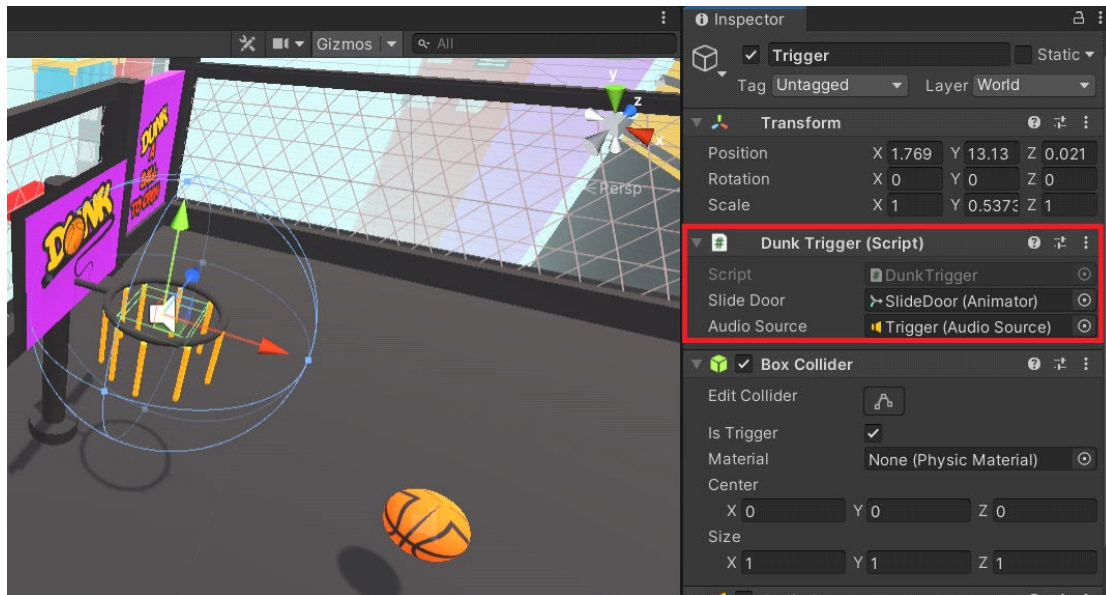 Gizmos
All
y
z
x
Persp
DUNK
A
BALL
TO OPEN
DUNK
Inspector
Trigger
Static
Tag Untagged Layer World
Transform
Position X 1.769 Y 13.13 Z 0.021
Rotation X 0 Y 0 Z 0
Scale X 1 Y 0.5373 Z 1
# Dunk Trigger (Script)
Script # DunkTrigger
Slide Door SlideDoor (Animator)
Audio Source Trigger (Audio Source)
Box Collider
Edit Collider
Is Trigger
Material None (Physic Material)
Center
X 0 Y 0 Z 0
Size
X 1 Y 1 Z 1